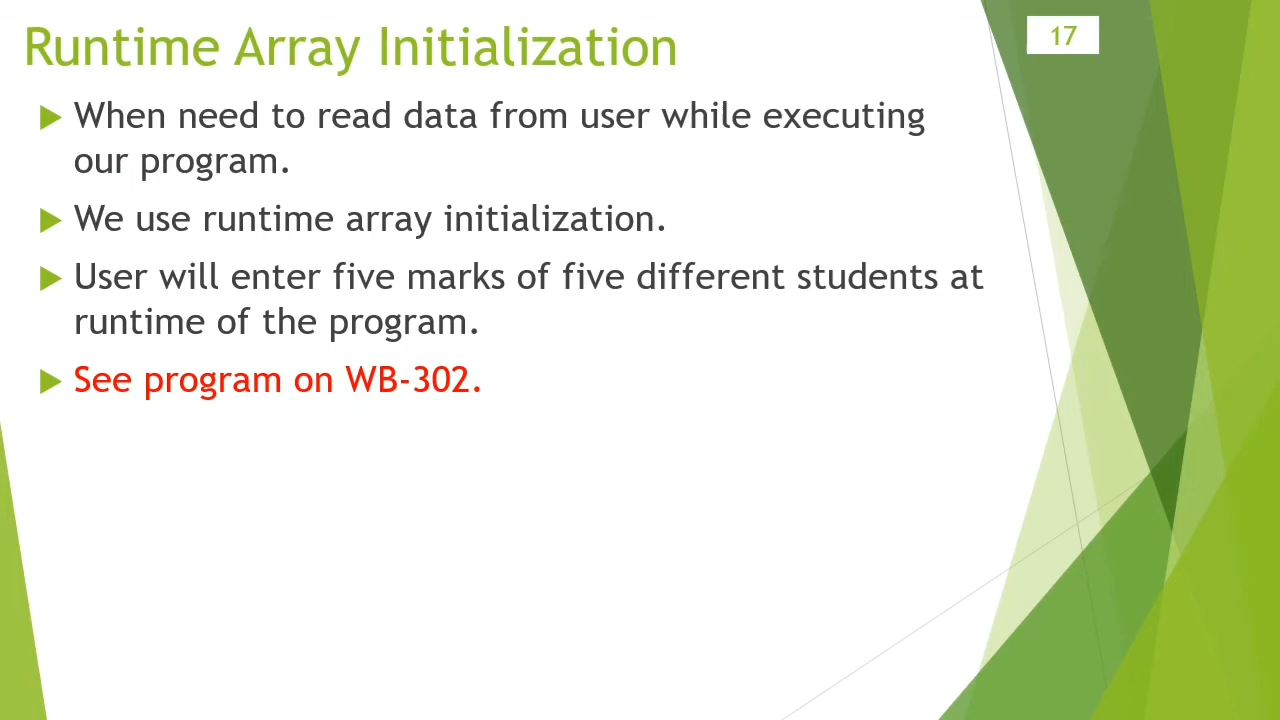 Runtime Array Initialization
17
When need to read data from user while executing
our program.
We use runtime array initialization.
User will enter five marks of five different students at
runtime of the program.
See program on WB-302.